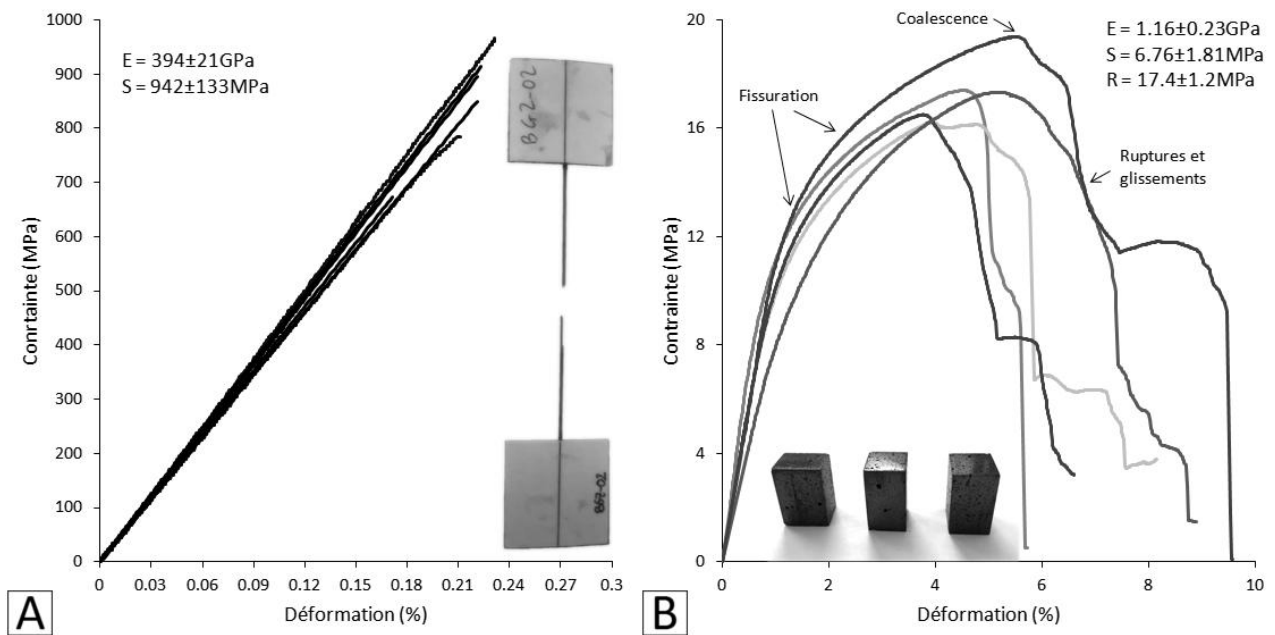 1000
900
800
700
600
500
400
300
200
100
0
Conrtainte (MPa)
E = 394±21GPa
S = 942±133MPa
BG2-02
0
0.03
0.06
0.09
0.12
0.15
0.18
0.21
0.24
0.27
0.3
Déformation (%)
A
20
16
12
8
4
0
Contrainte (MPa)
Coalescence
E = 1.16±0.23GPa
S = 6.76±1.81MPa
R = 17.4±1.2MPa
Fissuration
Ruptures et
glissements
0
2
4
6
8
10
Déformation (%)
B